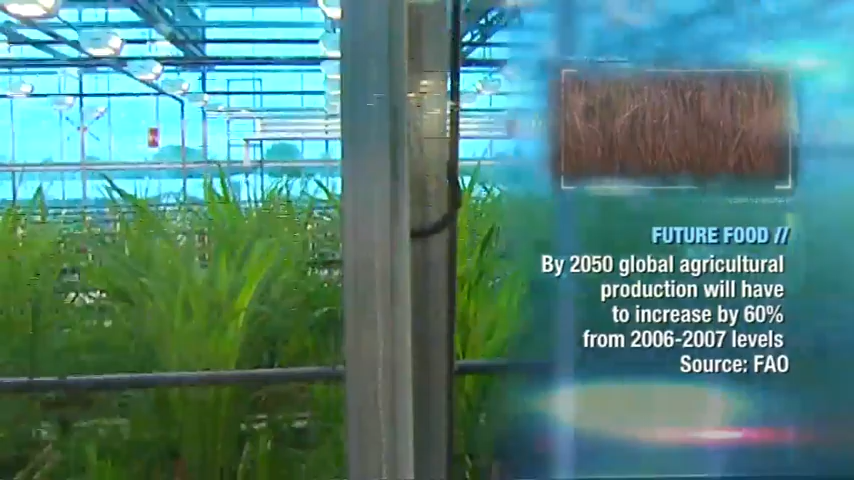 FUTURE FOOD //
By 2050 global agricultural
production will have
to increase by 60%
from 2006-2007 levels
Source: FAO